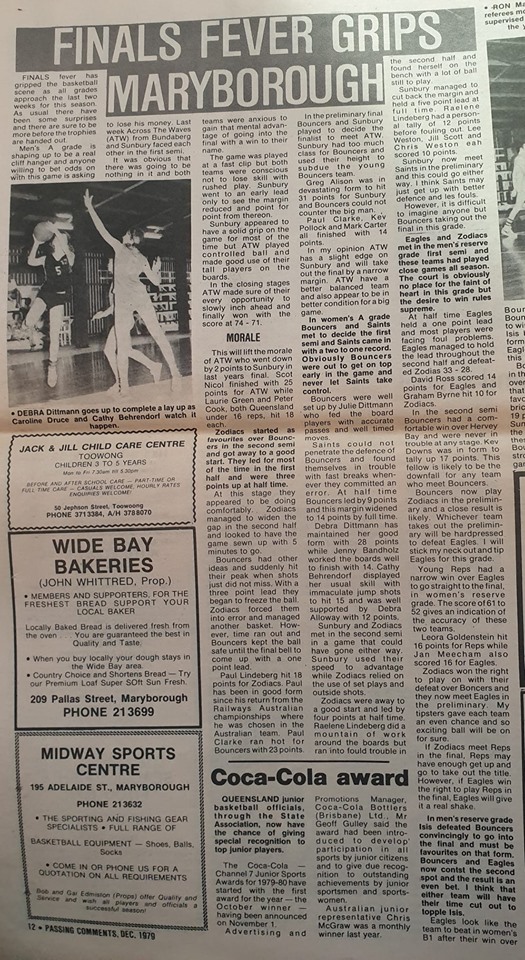 FINALS FEVER GRIPS
MARYBOROUGH
FINALS fever has
gripped the basketball
scene as all grades
approach the last two
weeks for this season.
As usual there have
been some surprises
and there are sure to be
more before the trophies
are handed out.
Men's A grade is
shaping up to be a real
cliff hanger and anyone
willing to bet odds on
with this game is asking
to lose his money. Last
week Across The Waves
(ATW) from Bundaberg
and Sunbury faced each
other in the first semi.
It was obvious that
there was going to be
nothing in it and both
• DEBRA Dittmann goes up to complete a lay up as
Caroline Druce and Cathy Behrendorf watch it
happen.
JACK & JILL CHILD CARE CENTRE
TOOWONG
CHILDREN 3 TO 5 YEARS
Mon to Fri 7.30am till 5.30pm
BEFORE AND AFTER SCHOOL CARE — PART-TIME OR
FULL TIME CARE — CASUALS WELCOME, HOURLY RATES
ENQUIRIES WELCOME!
50 Jephson Street, Toowoong
PHONE 3713384, A/H 3788070
WIDE BAY
BAKERIES
(JOHN WHITTRED, Prop.)
• MEMBERS AND SUPPORTERS, FOR THE
FRESHEST BREAD SUPPORT YOUR
LOCAL BAKER
Locally Baked Bread is delivered fresh from
the oven . . . You are guaranteed the best in
Quality and Taste.
• When you buy locally your dough stays in
the Wide Bay area.
• Country Choice and Shortens Bread — Try
our Premium Loaf Super Soft Sun Fresh.
209 Pallas Street, Maryborough
PHONE 213699
MIDWAY SPORTS
CENTRE
195 ADELAIDE ST., MARYBOROUGH
PHONE 213632
• THE SPORTING AND FISHING GEAR
SPECIALISTS • FULL RANGE OF
BASKETBALL EQUIPMENT — Shoes, Balls,
Socks
• COME IN OR PHONE US FOR A
QUOTATION ON ALL REQUIREMENTS
Bob and Gai Edmistion (Props) offer Quality and
Service and wish all players and officials a
successful season!
12 • PASSING COMMENTS, DEC. 1979
teams were anxious to
gain that mental advan-
tage of going into the
final with a win to their
name.
The game was played
at a fast clip but both
teams were conscious
not to lose skill with
rushed play. Sunbury
went to an early lead
only to see the margin
reduced and point for
point from thereon.
Sunbury appeared to
have a solid grip on the
game for most of the
time but ATW played
controlled ball and
made good use of their
tall players on the
boards.
In the closing stages
ATW made sure of their
every opportunity to
slowly inch ahead and
finally won with the
score at 74 - 71.
MORALE
This will lift the morale
of ATW who went down
by 2 points to Sunbury in
last years final. Scot
Nicol finished with 25
points for ATW while
Laurie Green and Peter
Cook, both Queensland
under 16 reps, hit 18
each.
Zodiacs started as
favourites over Bounc-
ers in the second semi
and got away to a good
start. They led for most
of the time in the first
half and were three
points up at half time.
At this stage they
appeared to be doing
comfortably. Zodiacs
managed to widen the
gap in the second half
and looked to have the
game sewn up with 5
minutes to go.
Bouncers had other
ideas and suddenly hit
their peak when shots
just did not miss. With a
three point lead they
began to freeze the ball.
Zodiacs forced them
into error and managed
another basket. How-
ever, time ran out and
Bouncers kept the ball
safe until the final bell to
come up with a one
point lead.
Paul Lindeberg hit 18
points for Zodiacs. Paul
has been in good form
since his return from the
Railways Australian
championships where
he was chosen in the
Australian team. Paul
Clarke ran hot for
Bouncers with 23 points.
In the preliminary final
Bouncers and Sunbury
played to decide the
finalist to meet ATW.
Sunbury had too much
class for Bouncers and
used their height to
subdue the young
Bouncers team.
Greg Alison was in
devastating form to hit
31 points for Sunbury
and Bouncers could not
counter the big man.
Paul Clarke, Kev
Pollock and Mark Carter
all finished with 14
points.
In my opinion ATW
has a slight edge on
Sunbury and will take
out the final by a narrow
margin. ATW have a
better balanced team
and also appear to be in
better condition for a big
game.
In women's A grade
Bouncers and Saints
met to decide the first
semi and Saints came in
with a two to one record.
Obviously Bouncers
were out to get on top
early in the game and
never let Saints take
control.
Bouncers were well
set up by Julie Dittmann
who fed the board
players with accurate
passes and well timed
moves.
Saints could not
penetrate the defence of
Bouncers and found
themselves in trouble
with fast breaks when-
ever they committed an
error. At half time
Bouncers led by 9 points
and this margin widened
to 14 points by full time.
Debra Dittmann has
maintained her good
form with 28 points
while Jenny Bandholz
worked the boards well
to finish with 14. Cathy
Behrendorf displayed
her usual skill with
immaculate jump shots
to hit 15 and was well
supported by Debra
Alloway with 12 points.
Sunbury and Zodiacs
met in the second semi
in a game that could
have gone either way.
Sunbury used their
speed to advantage
while Zodiacs relied on
the use of set plays and
outside shots.
Zodiacs were away to
a good start and led by
four points at half time.
Raelene Lindeberg did a
mountain of work
around the boards but
ran into fould trouble in
the second half and
found herself on the
bench with a lot of ball
still to play.
Sunbury managed to
cut back the margin and
held a five point lead at
full time. Raelene
Lindeberg had a person-
al tally of 12 points
before fouling out. Lee
Weston, Jill Scott and
Chris Weston eah
scored 10 points.
Sunbury now meet
Saints in the preliminary
and this could go either
way. I think Saints may
just get up with better
defence and les fouls.
However, it is difficult
to imagine anyone but
Bouncers taking out the
final in this grade.
Eagles and Zodiacs
met in the men's reserve
grade first semi and
these teams had played
close games all season.
The court is obviously
no place for the faint of
heart in this grade but
the desire to win rules
supreme.
At half time Eagles
held a one point lead
and most players were
facing foul problems.
Eagles managed to hold
the lead throughout the
second half and defeat-
ed Zodias 33 - 28.
David Ross scored 14
points for Eagles and
Graham Byrne hit 10 for
Zodiacs.
In the second semi
Bouncers had a com-
fortable win over Hervey
Bay and were never in
trouble at any stage. Kev
Downs was in form to
tally up 17 points. This
fellow is likely to be the
downfall for any team
who meet Bouncers.
Bouncers now play
Zodiacs in the prelimin-
ary and a close result is
likely. Whichever team
takes out the prelimin-
ary will be hardpressed
to defeat Eagles. I will
stick my neck out and tip
Eagles for this grade.
Young Reps had a
narrow win over Eagles
to go straight to the final,
in women's reserve
grade. The score of 61 to
52 gives an indication of
the accuracy of these
two teams.
Leora Goldenstein hit
16 points for Reps while
Jan Meecham also
scored 16 for Eagles.
Zodiacs won the right
to play on with their
defeat over Boncers and
they now meet Eagles in
the preliminary. My
tipsters gave each team
an even chance so an
exciting ball will be on
for sure.
If Zodiacs meet Reps
in the final, Reps may
have enough get up and
go to take out the title.
However, if Eagles win
the right to play Reps in
the final, Eagles will give
it a real shake.
In men's reserve grade
Isis defeated Bouncers
convincingly to go into
the final and must be
favourites on that form.
Bouncers and Eagles
now contst the second
spot and the result is an
even bet. I think that
either team will have
their time cut out to
topple Isis.
Eagles look like the
team to beat in women's
B1 after their win over
Coca-Cola award
QUEENSLAND junior
basketball officials,
through the State
Association, now have
the chance of giving
special recognition to
top junior players.
The Coca-Cola —
Channel 7 Junior Sports
Awards for 1979-80 have
started with the first
award for the year — the
October winner —
having been announced
on November 1.
Advertising and
Promotions Manager,
Coca-Cola Bottlers
(Brisbane) Ltd., Mr
Geoff Gulley said the
award had been intro-
duced to develop
participation in all
sports by junior citizens
and to give due recog-
nition to outstanding
achievements by junior
sportsmen and sports-
women.
Australian junior
representative Chris
McGraw was a monthly
winner last year.